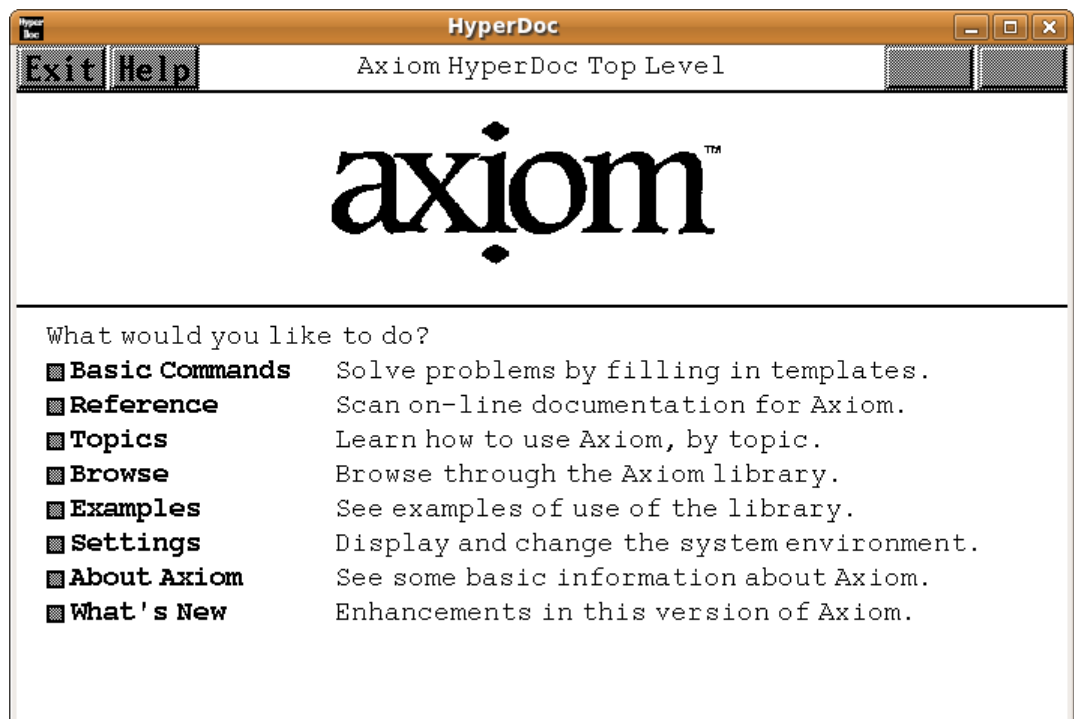 Hyper Doc HyperDoc
Exit Help Axiom HyperDoc Top Level
axiom™
What would you like to do?
Basic Commands Solve problems by filling in templates.
Reference Scan on-line documentation for Axiom.
Topics Learn how to use Axiom, by topic.
Browse Browse through the Axiom library.
Examples See examples of use of the library.
Settings Display and change the system environment.
About Axiom See some basic information about Axiom.
What's New Enhancements in this version of Axiom.